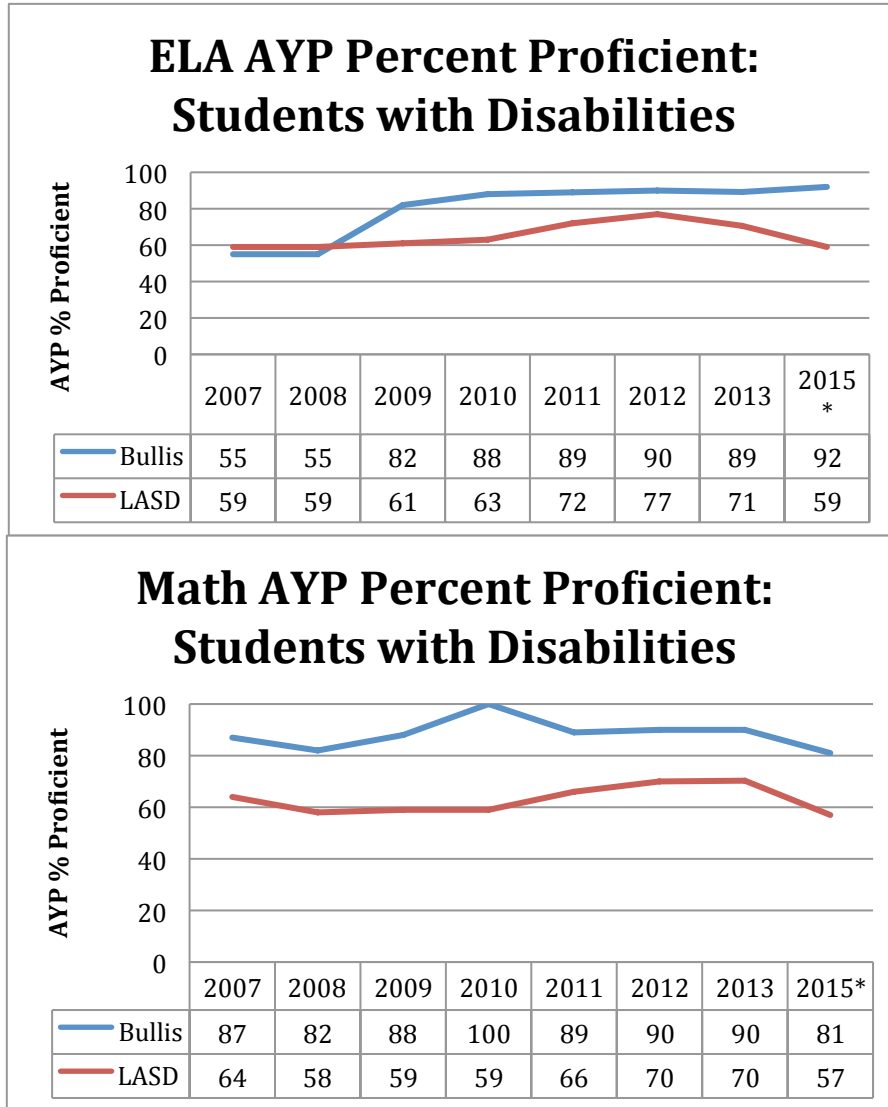 ELA AYP Percent Proficient:
Students with Disabilities
AYP % Proficient
100
80
60
40
20
0
2007 2008 2009 2010 2011 2012 2013 2015
*
Bullis 55 55 82 88 89 90 89 92
LASD 59 59 61 63 72 77 71 59
Math AYP Percent Proficient:
Students with Disabilities
AYP % Proficient
100
80
60
40
20
0
2007 2008 2009 2010 2011 2012 2013 2015*
Bullis 87 82 88 100 89 90 90 81
LASD 64 58 59 59 66 70 70 57